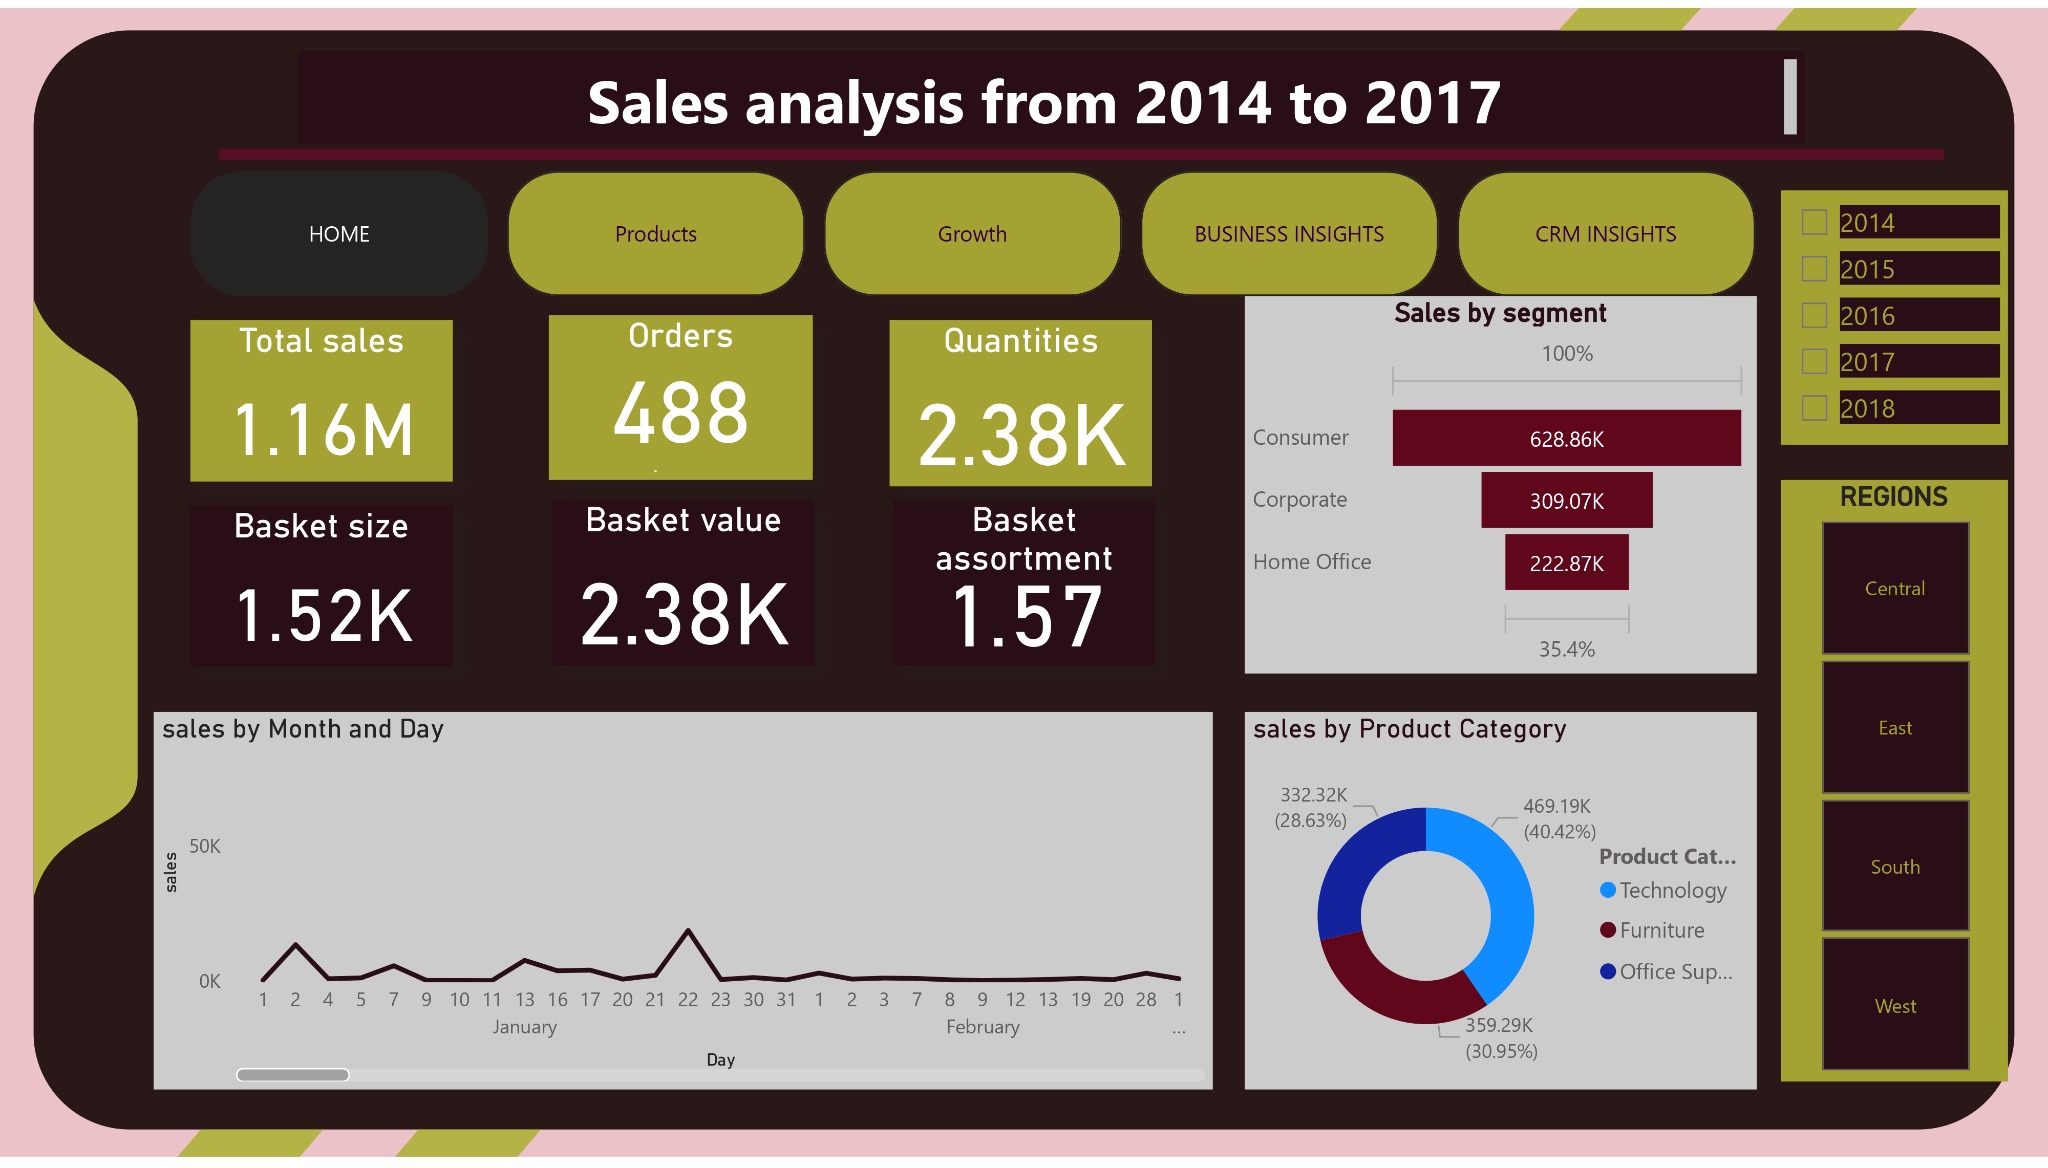 Sales analysis from 2014 to 2017
HOME
Products
Growth
BUSINESS INSIGHTS
CRM INSIGHTS
2014
2015
2016
2017
2018
Total sales
1.16M
Orders
488
Quantities
2.38K
Basket size
1.52K
Basket value
2.38K
Basket
assortment
1.57
Sales by segment
100%
Consumer
628.86K
Corporate
309.07K
Home Office
222.87K
35.4%
REGIONS
Central
East
South
West
sales by Month and Day
sales
50K
0K
1 2 4 5 7 9 10 11 13 16 17 20 21 22 23 30 31 1 2 3 7 8 9 12 13 19 20 28 1
January February ...
Day
sales by Product Category
332.32K
(28.63%)
469.19K
(40.42%)
359.29K
(30.95%)
Product Cat...
Technology
Furniture
Office Sup...